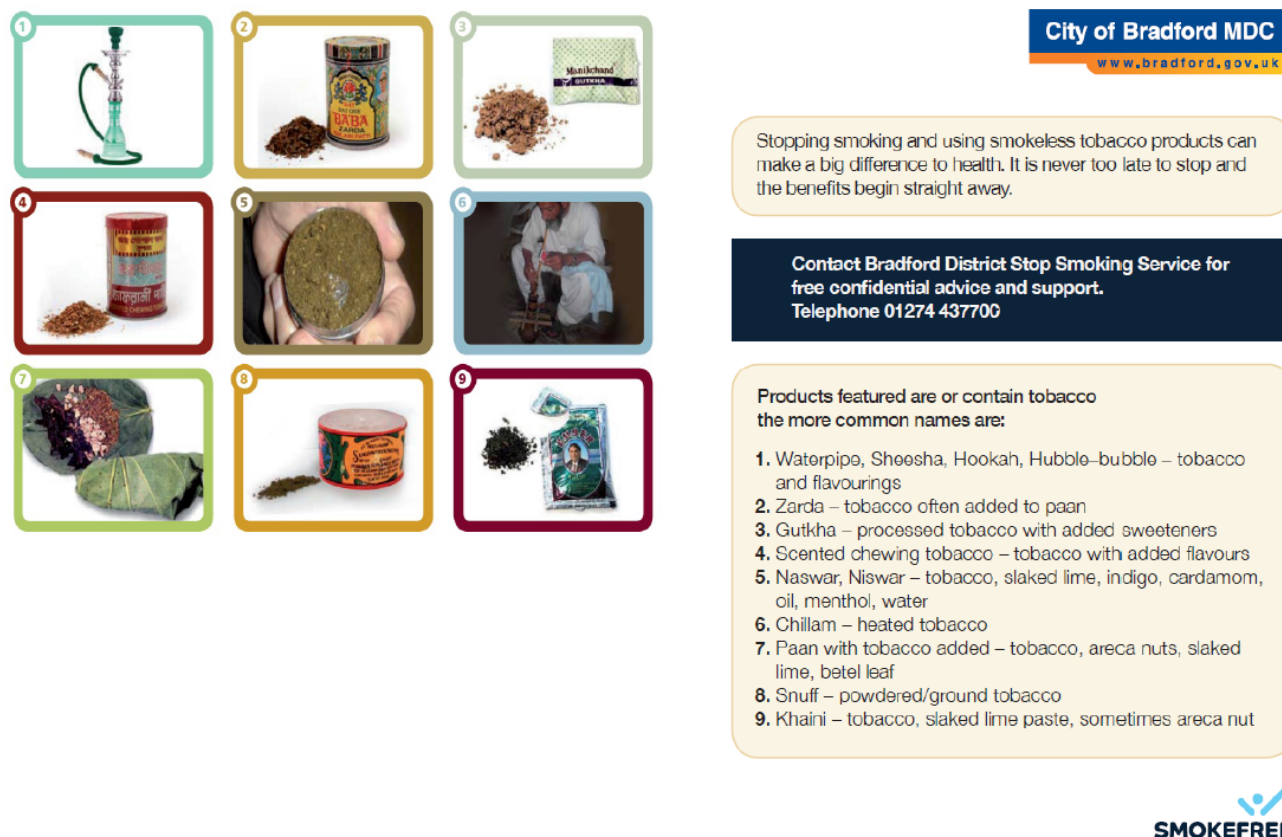 1
2
3
BABA
ZARDA
Manikchand
GUTKHA
4
5
6
7
8
9
City of Bradford MDC
www.bradford.gov.uk
Stopping smoking and using smokeless tobacco products can
make a big difference to health. It is never too late to stop and
the benefits begin straight away.
Contact Bradford District Stop Smoking Service for
free confidential advice and support.
Telephone 01274 437700
Products featured are or contain tobacco
the more common names are:
1. Waterpipe, Sheesha, Hookah, Hubble-bubble – tobacco
and flavourings
2. Zarda – tobacco often added to paan
3. Gutkha – processed tobacco with added sweeteners
4. Scented chewing tobacco – tobacco with added flavours
5. Naswar, Niswar – tobacco, slaked lime, indigo, cardamom,
oil, menthol, water
6. Chillam – heated tobacco
7. Paan with tobacco added – tobacco, areca nuts, slaked
lime, betel leaf
8. Snuff – powdered/ground tobacco
9. Khaini – tobacco, slaked lime paste, sometimes areca nut